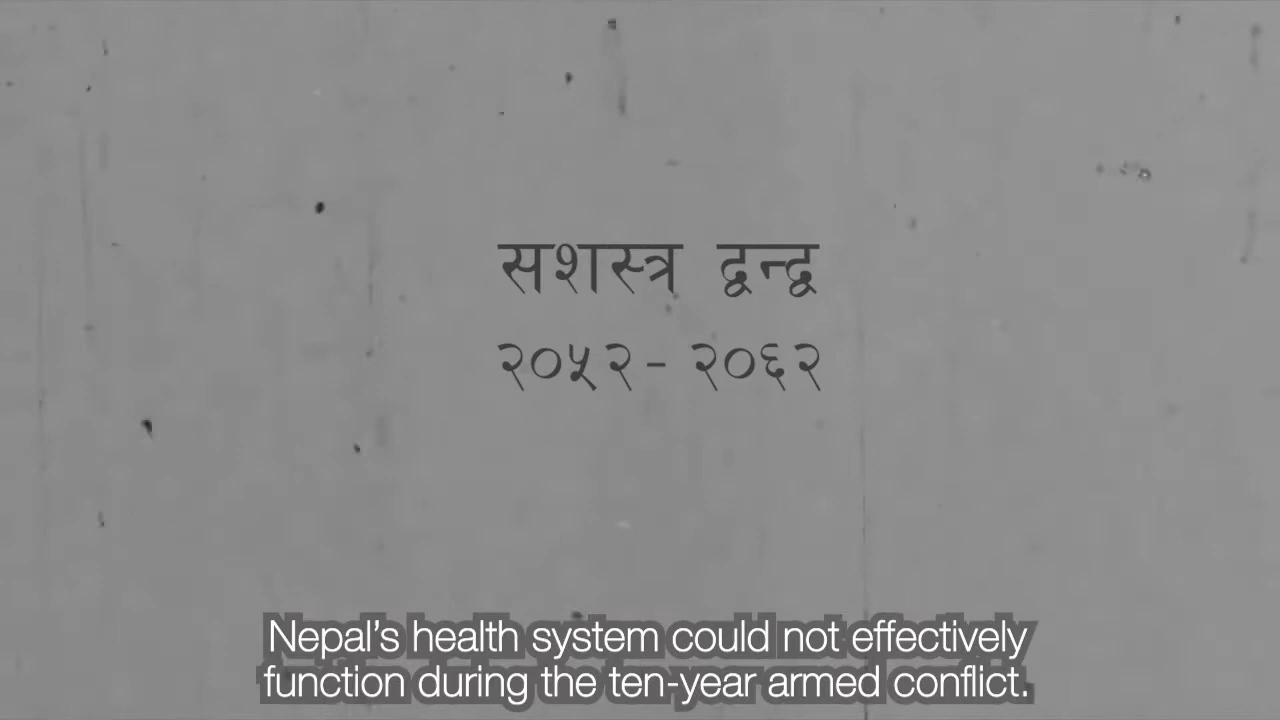 सशस्त्र द्वन्द्व
२०५२- २०६२
Nepal's health system could not effectively
function during the ten-year armed conflict.